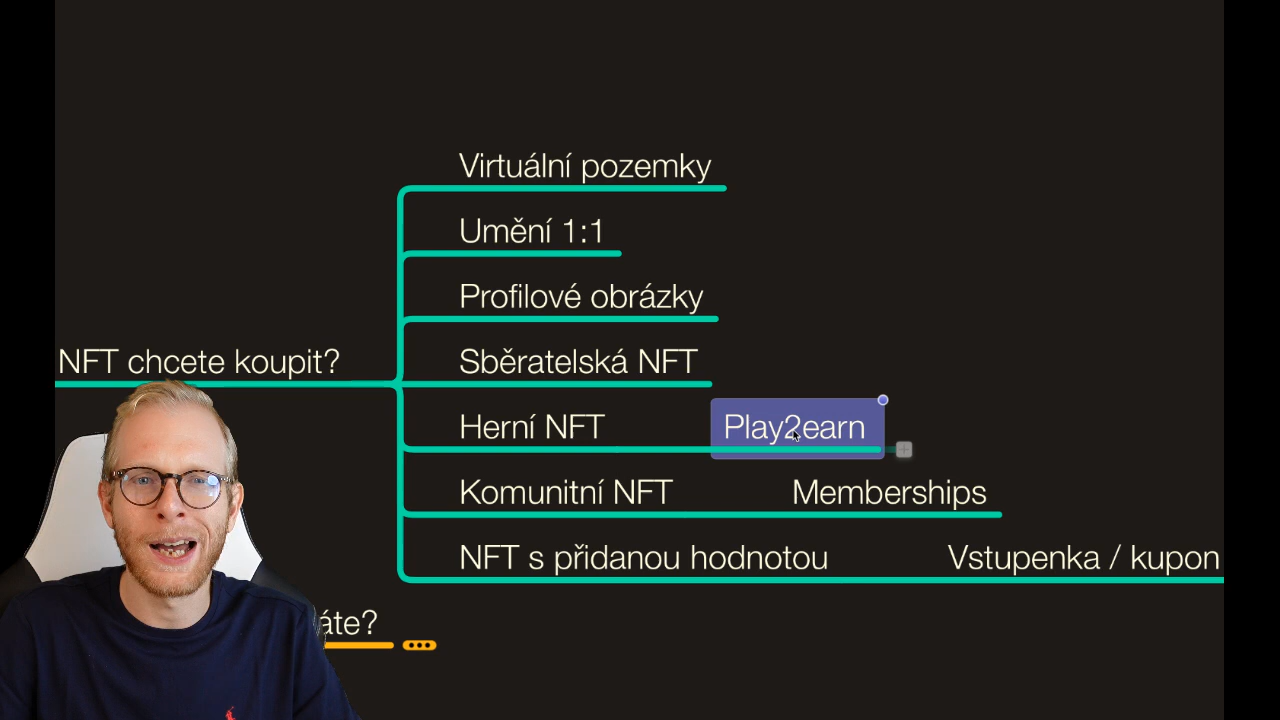 Virtuální pozemky
Umění 1:1
Profilové obrázky
NFT chcete koupit? Sběratelská NFT
Herní NFT Play2earn
Komunitní NFT Memberships
NFT s přidanou hodnotou Vstupenka / kupon
áte?